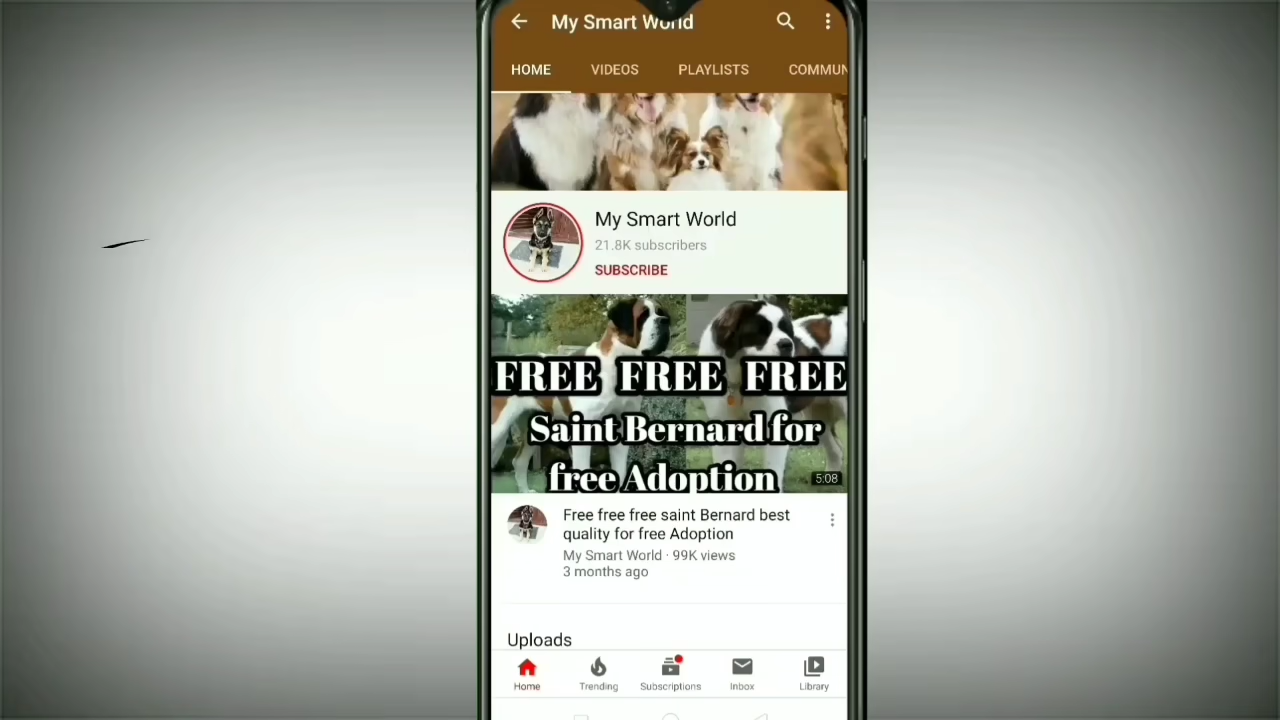 My Smart World
HOME VIDEOS PLAYLISTS COMMUN
My Smart World
21.8K subscribers
SUBSCRIBE
FREE FREE FREE
Saint Bernard for
free Adoption
5:08
Free free free saint Bernard best
quality for free Adoption
My Smart World · 99K views
3 months ago
Uploads
Home Trending Subscriptions Inbox Library